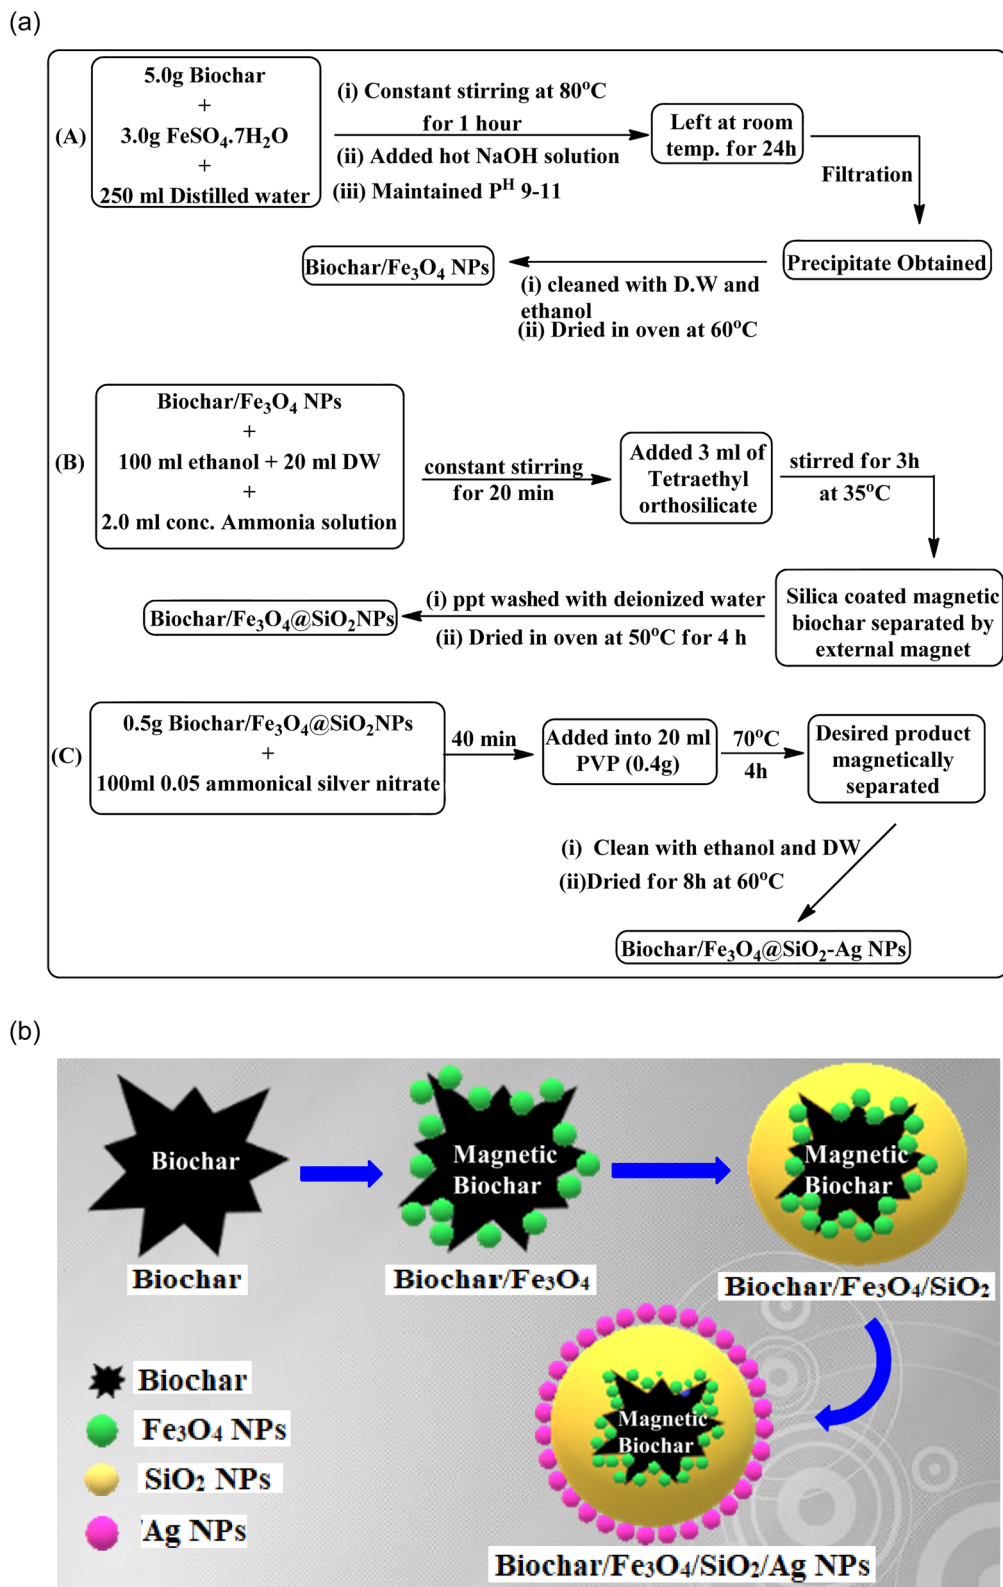 (a)
(A)
5.0g Biochar
+
3.0g FeSO₄.7H₂O
+
250 ml Distilled water
(i) Constant stirring at 80°C
for 1 hour
(ii) Added hot NaOH solution
(iii) Maintained Pᴴ 9-11
Left at room
temp. for 24h
Filtration
Precipitate Obtained
(i) cleaned with D.W and
ethanol
(ii) Dried in oven at 60°C
Biochar/Fe₃O₄ NPs
(B)
Biochar/Fe₃O₄ NPs
+
100 ml ethanol + 20 ml DW
+
2.0 ml conc. Ammonia solution
constant stirring
for 20 min
Added 3 ml of
Tetraethyl
orthosilicate
stirred for 3h
at 35°C
Silica coated magnetic
biochar separated by
external magnet
(i) ppt washed with deionized water
(ii) Dried in oven at 50°C for 4 h
Biochar/Fe₃O₄@SiO₂NPs
(C)
0.5g Biochar/Fe₃O₄@SiO₂NPs
+
100ml 0.05 ammonical silver nitrate
40 min
Added into 20 ml
PVP (0.4g)
70°C
4h
Desired product
magnetically
separated
(i) Clean with ethanol and DW
(ii)Dried for 8h at 60°C
Biochar/Fe₃O₄@SiO₂-Ag NPs
(b)
Biochar
Biochar
Magnetic
Biochar
Biochar/Fe₃O₄
Magnetic
Biochar
Biochar/Fe₃O₄/SiO₂
Magnetic
Biochar
Biochar/Fe₃O₄/SiO₂/Ag NPs
Biochar
Fe₃O₄ NPs
SiO₂ NPs
Ag NPs